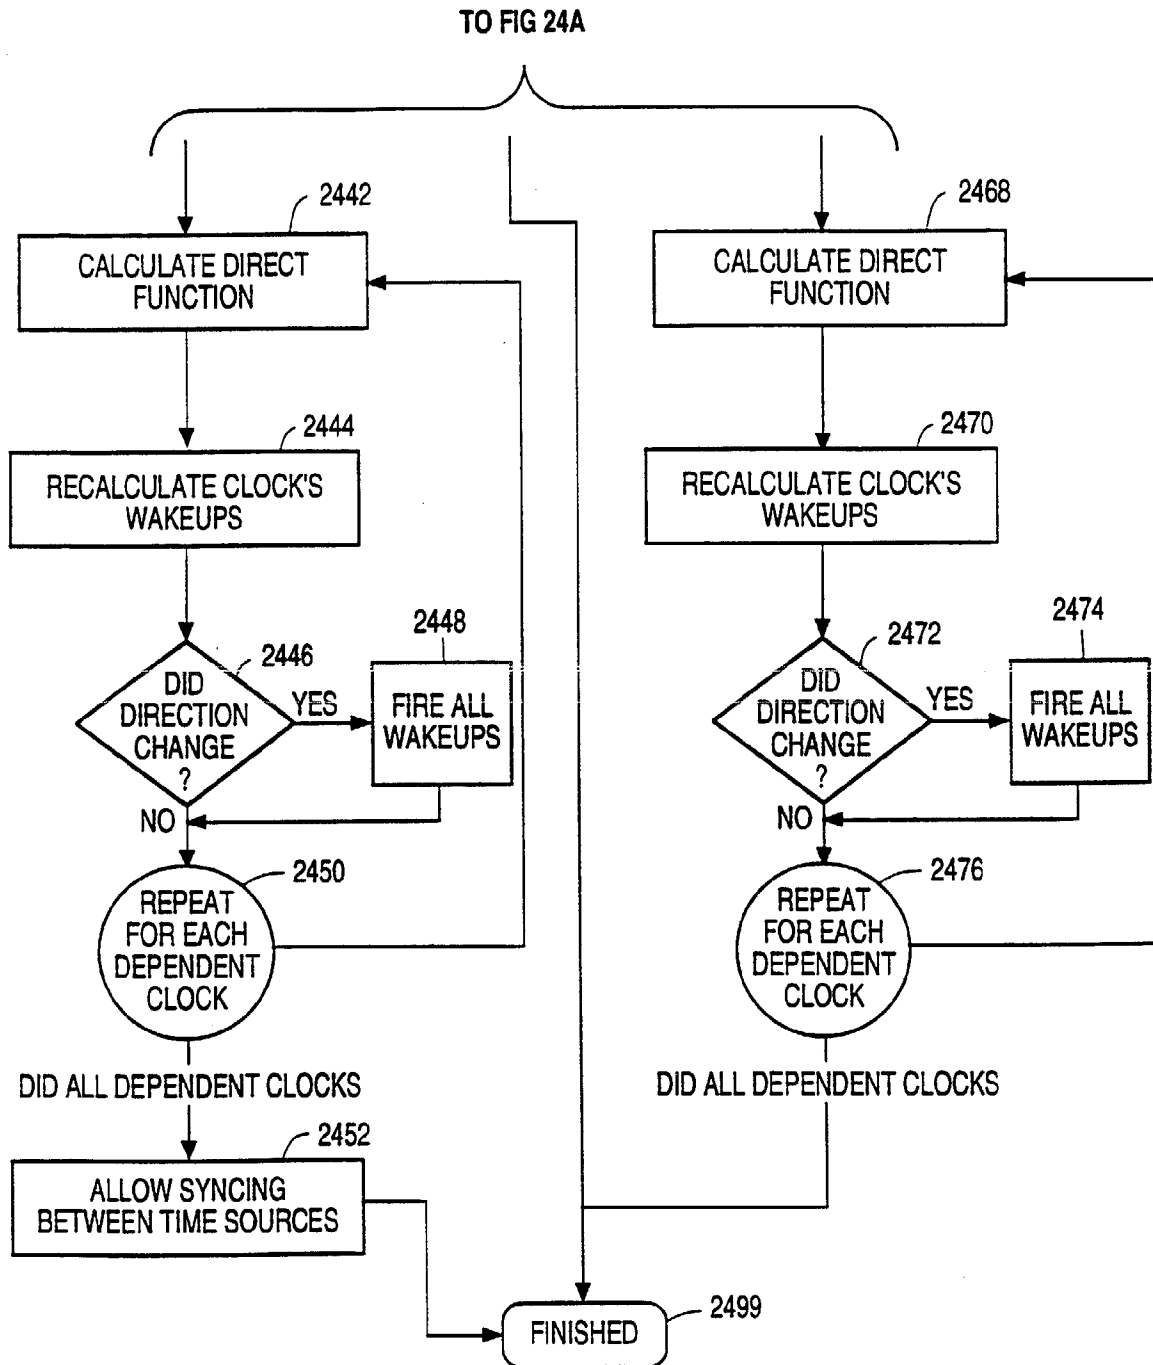 TO FIG 24A
2442
CALCULATE DIRECT
FUNCTION
2444
RECALCULATE CLOCK'S
WAKEUPS
2446
DID
DIRECTION
CHANGE
?
YES
NO
2448
FIRE ALL
WAKEUPS
2450
REPEAT
FOR EACH
DEPENDENT
CLOCK
DID ALL DEPENDENT CLOCKS
2452
ALLOW SYNCING
BETWEEN TIME SOURCES
2468
CALCULATE DIRECT
FUNCTION
2470
RECALCULATE CLOCK'S
WAKEUPS
2472
DID
DIRECTION
CHANGE
?
YES
NO
2474
FIRE ALL
WAKEUPS
2476
REPEAT
FOR EACH
DEPENDENT
CLOCK
DID ALL DEPENDENT CLOCKS
2499
FINISHED